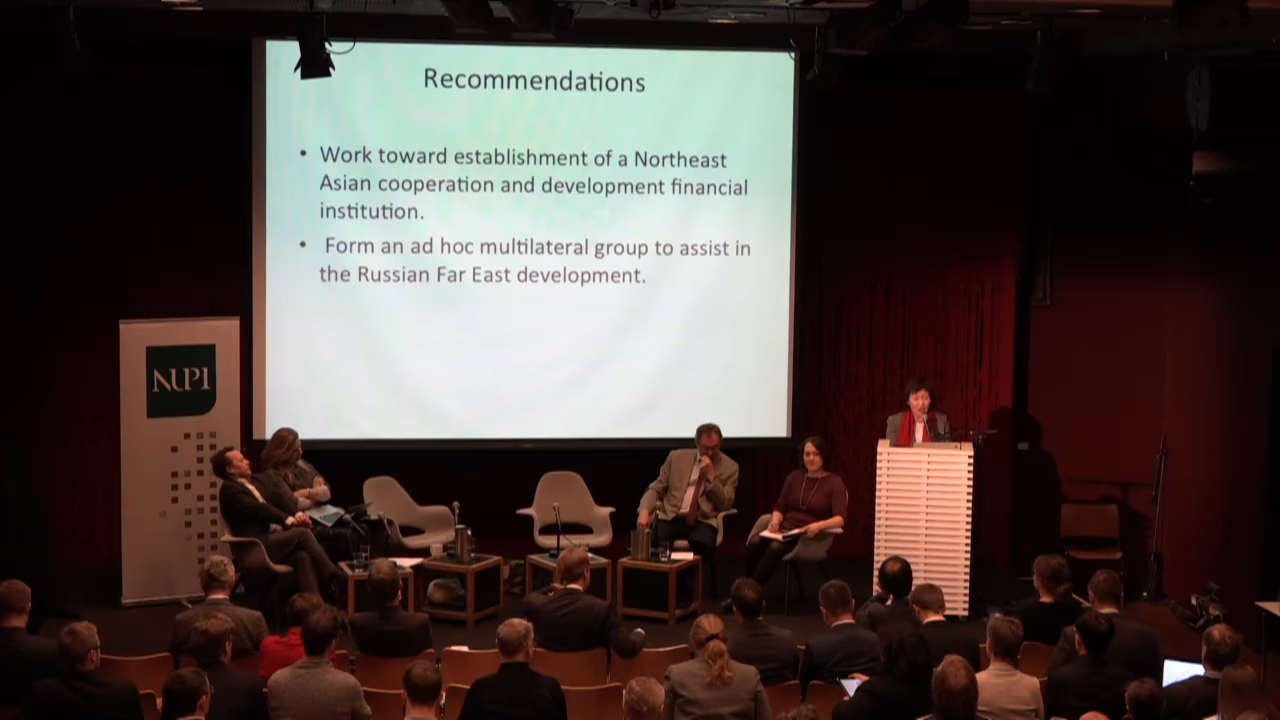 Recommendations
• Work toward establishment of a Northeast
Asian cooperation and development financial
institution.
• Form an ad hoc multilateral group to assist in
the Russian Far East development.
NUPI